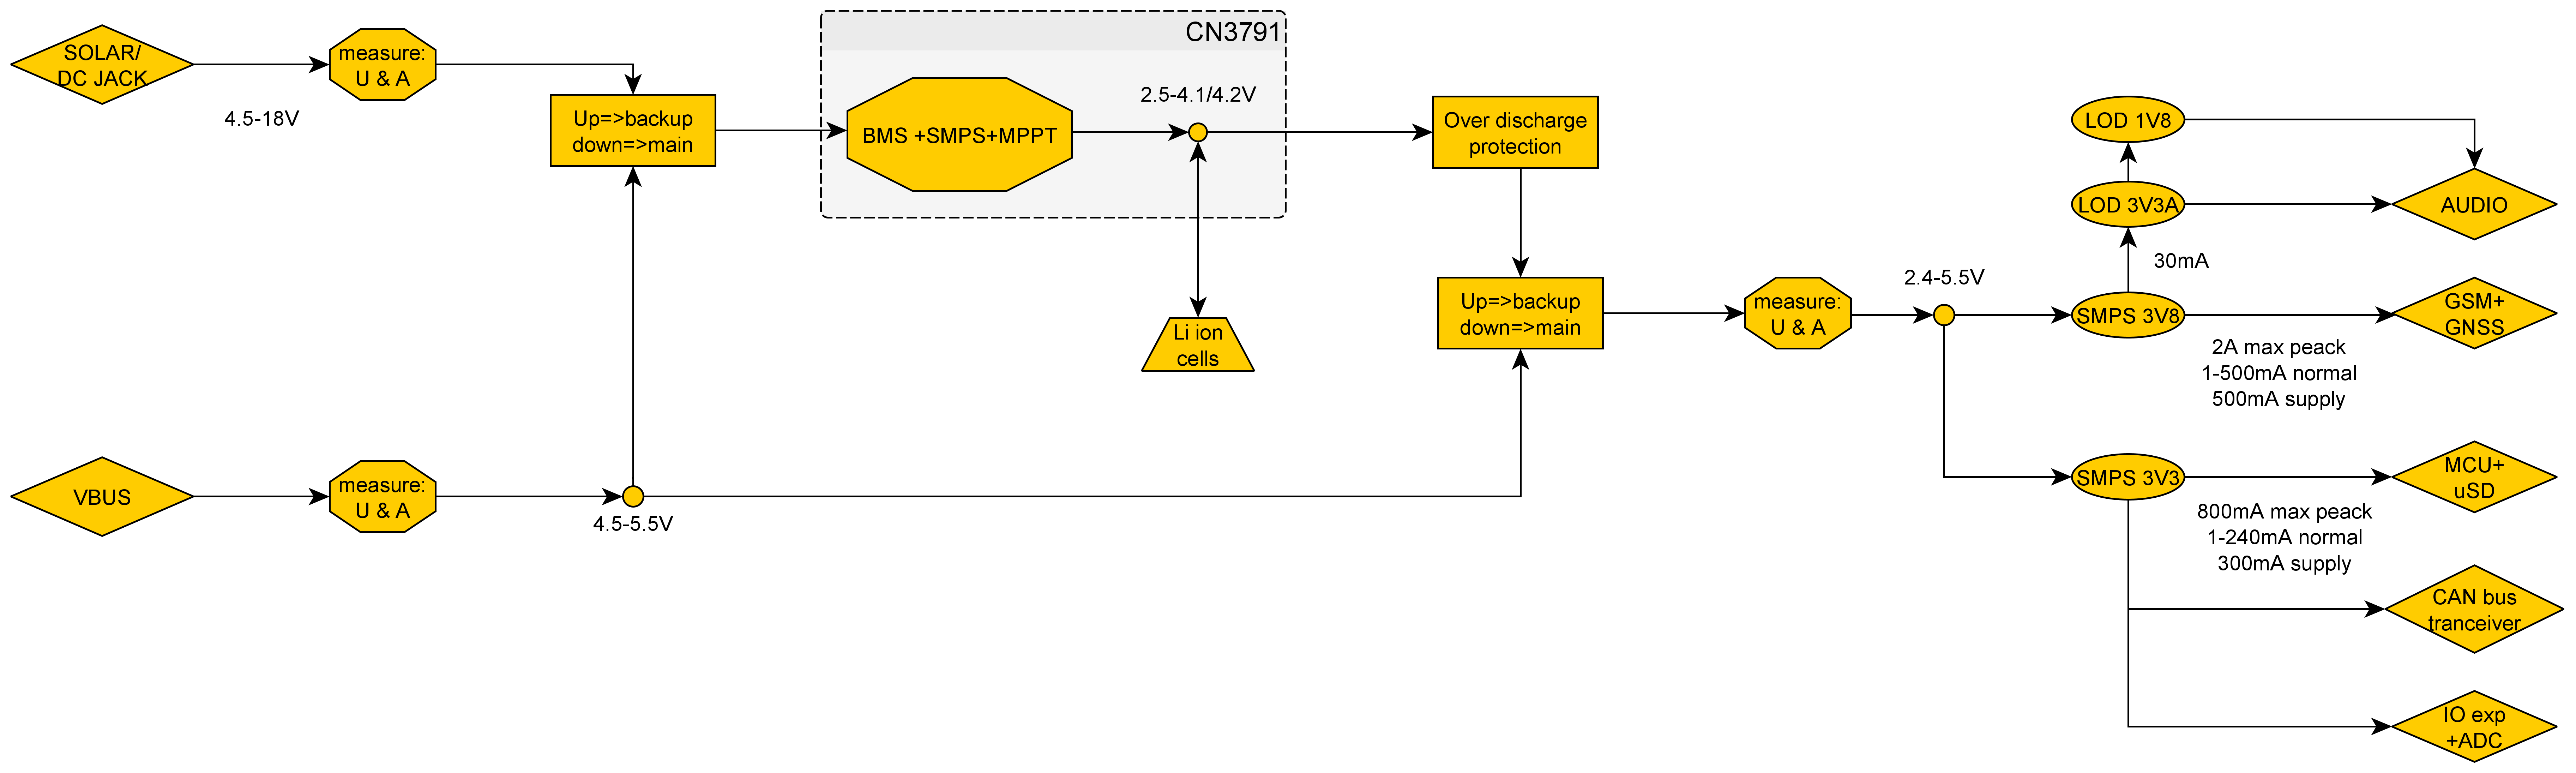 SOLAR/
DC JACK
measure:
U & A
4.5-18V
Up=>backup
down=>main
CN3791
BMS +SMPS+MPPT
2.5-4.1/4.2V
Li ion
cells
Over discharge
protection
VBUS
measure:
U & A
4.5-5.5V
Up=>backup
down=>main
measure:
U & A
2.4-5.5V
LOD 1V8
LOD 3V3A
AUDIO
30mA
SMPS 3V8
GSM+
GNSS
2A max peack
1-500mA normal
500mA supply
SMPS 3V3
MCU+
uSD
800mA max peack
1-240mA normal
300mA supply
CAN bus
tranceiver
IO exp
+ADC